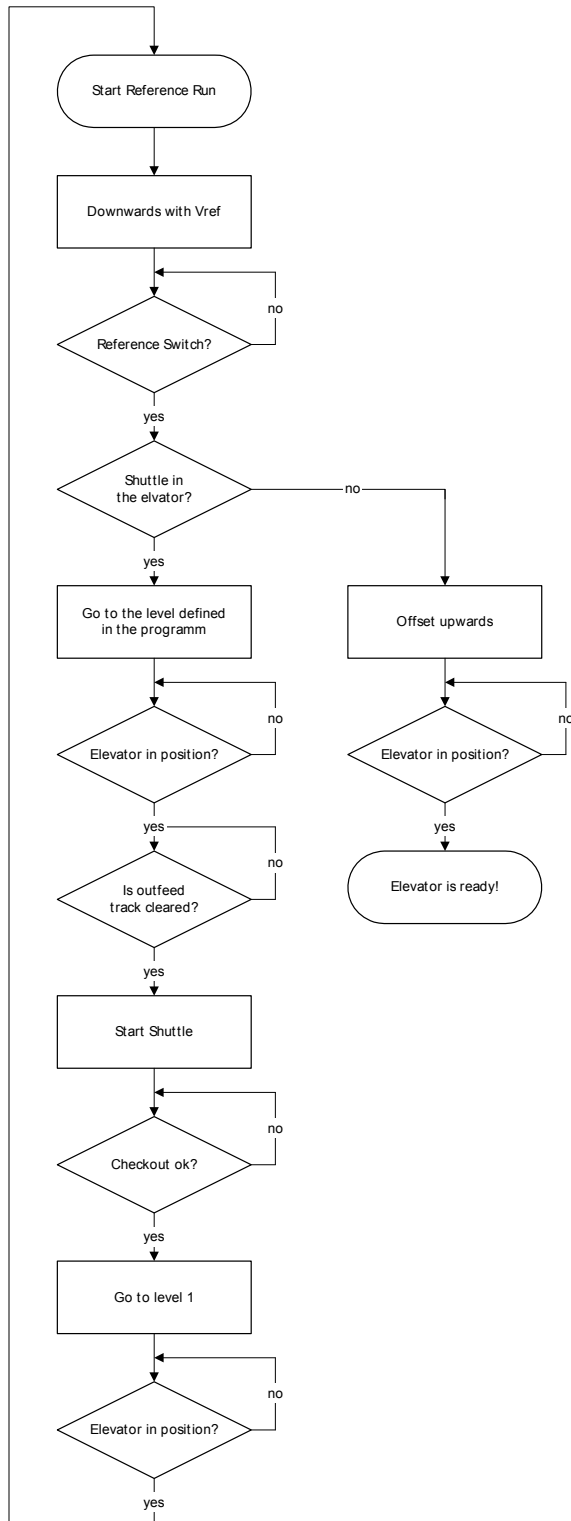 Start Reference Run
Downwards with Vref
no
Reference Switch?
yes
Shuttle in
the elvator?
no
yes
Go to the level defined
in the programm
Offset upwards
no
no
Elevator in position?
Elevator in position?
yes
yes
no
Is outfeed
track cleared?
Elevator is ready!
yes
Start Shuttle
no
Checkout ok?
yes
Go to level 1
no
Elevator in position?
yes